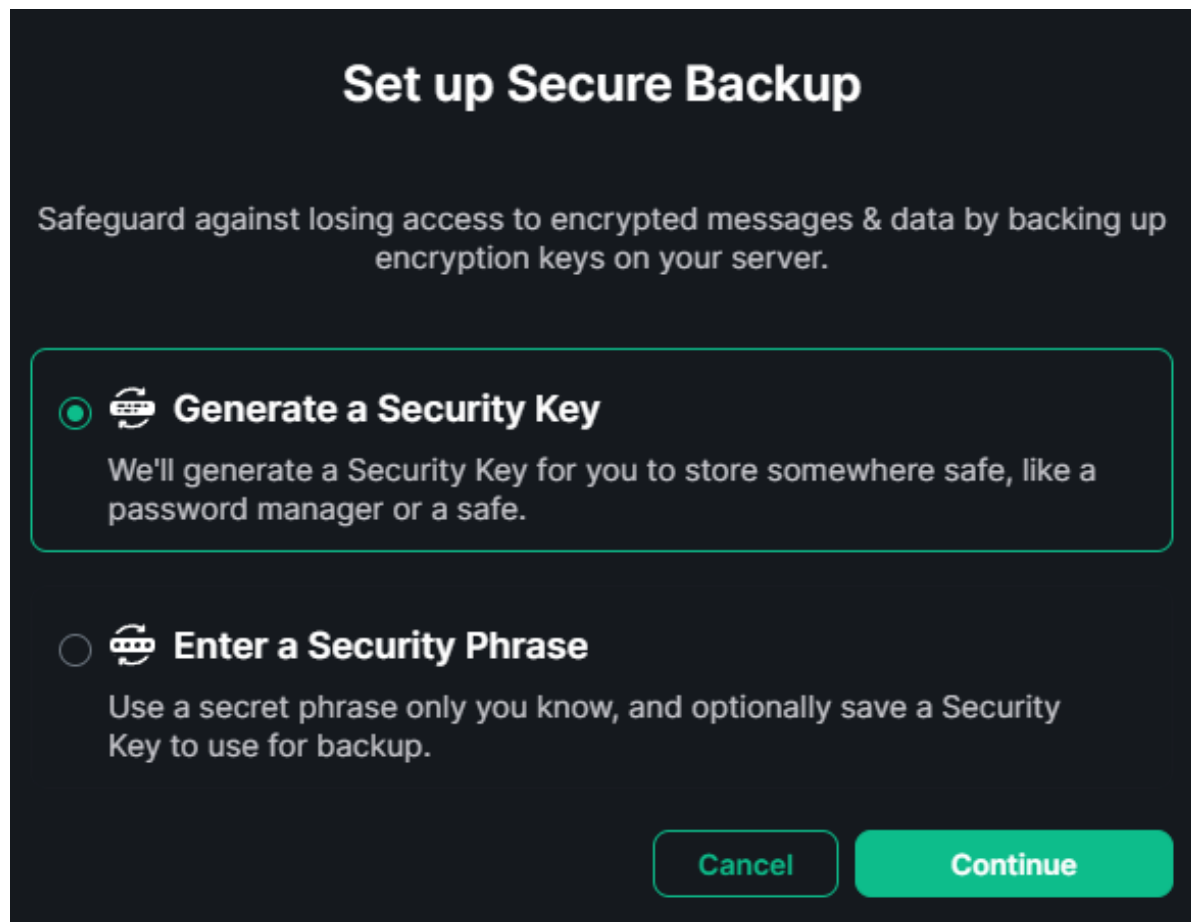 Set up Secure Backup
Safeguard against losing access to encrypted messages & data by backing up
encryption keys on your server.
Generate a Security Key
We'll generate a Security Key for you to store somewhere safe, like a
password manager or a safe.
Enter a Security Phrase
Use a secret phrase only you know, and optionally save a Security
Key to use for backup.
Cancel
Continue